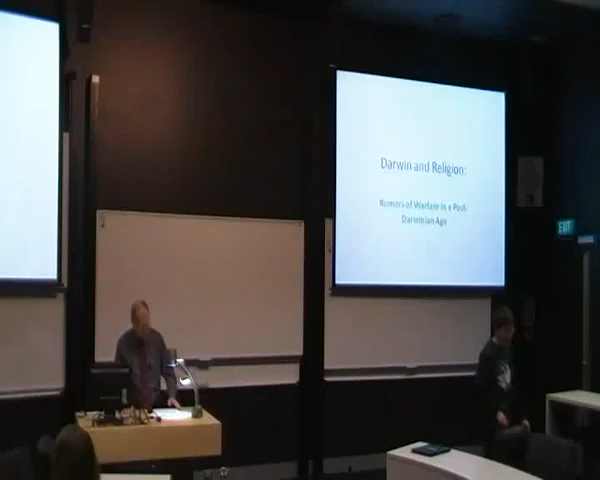 Darwin and Religion:
Rumors of Warfare in a Post-
Darwinian Age
EXIT